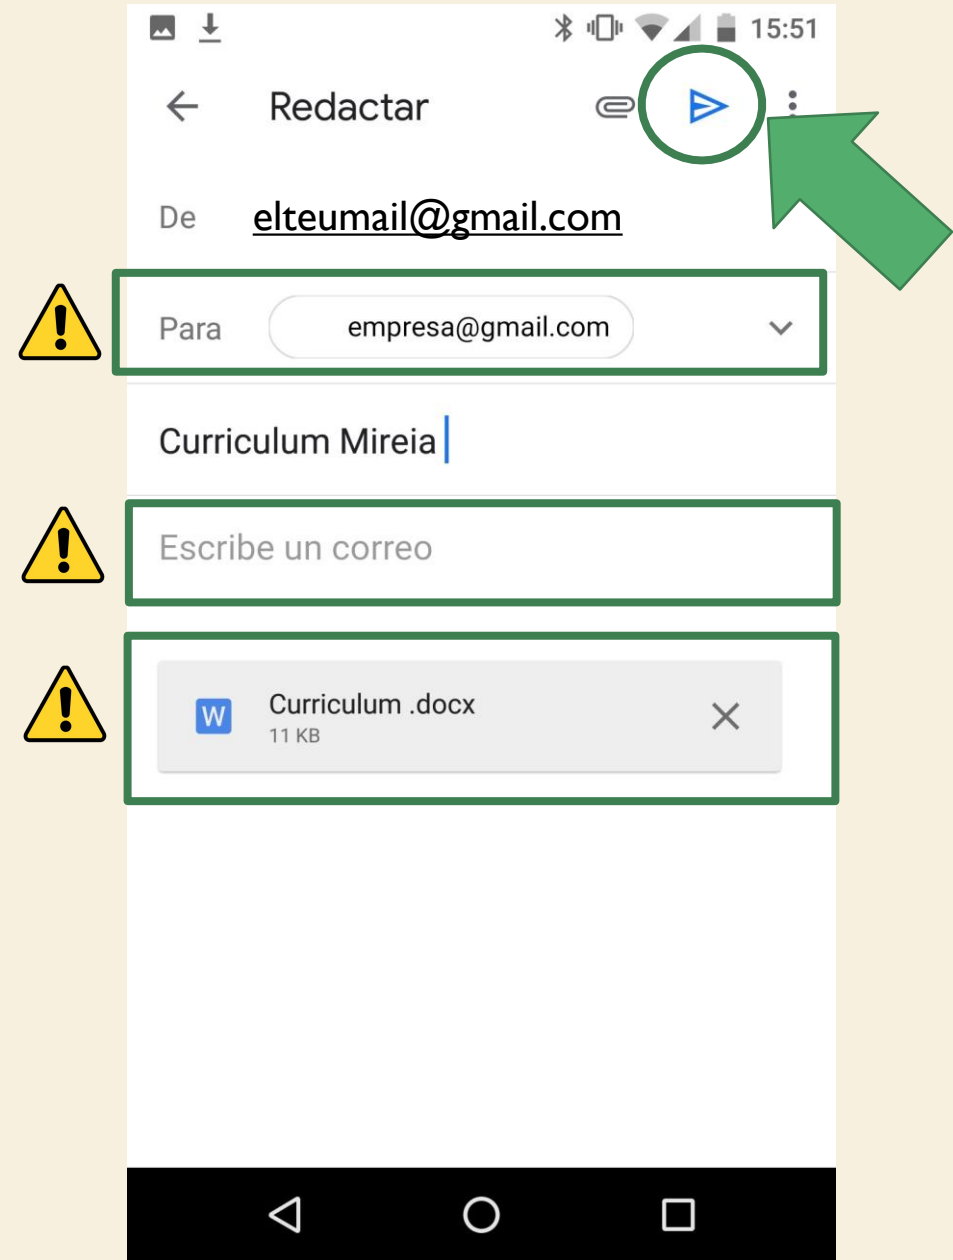 15:51
Redactar
De elteumail@gmail.com
Para empresa@gmail.com
Curriculum Mireia
Escribe un correo
W Curriculum .docx
11 KB